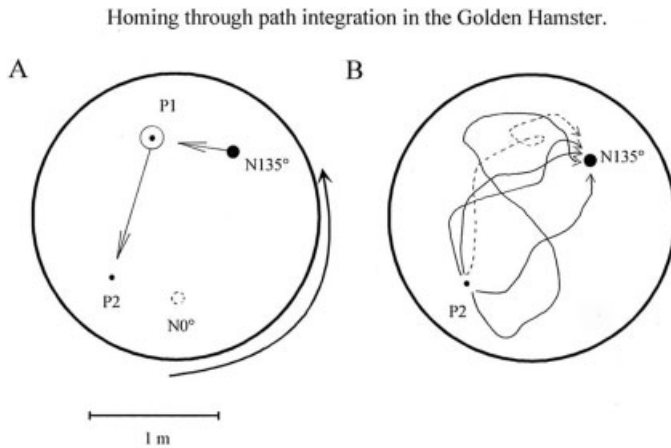 Homing through path integration in the Golden Hamster.
A
B
P1
N135°
N135°
P2
N0°
P2
1 m